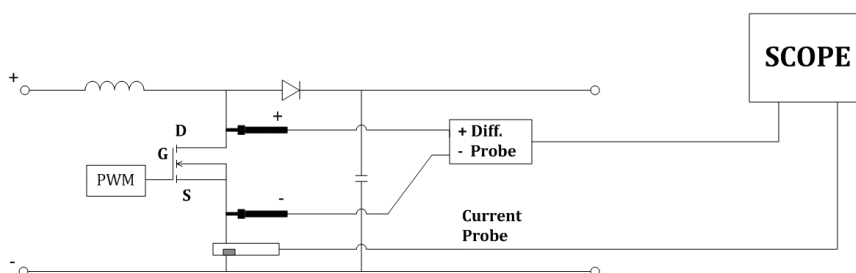 SCOPE
+
+
D
+ Diff.
- Probe
G
PWM
S
-
Current
Probe
-